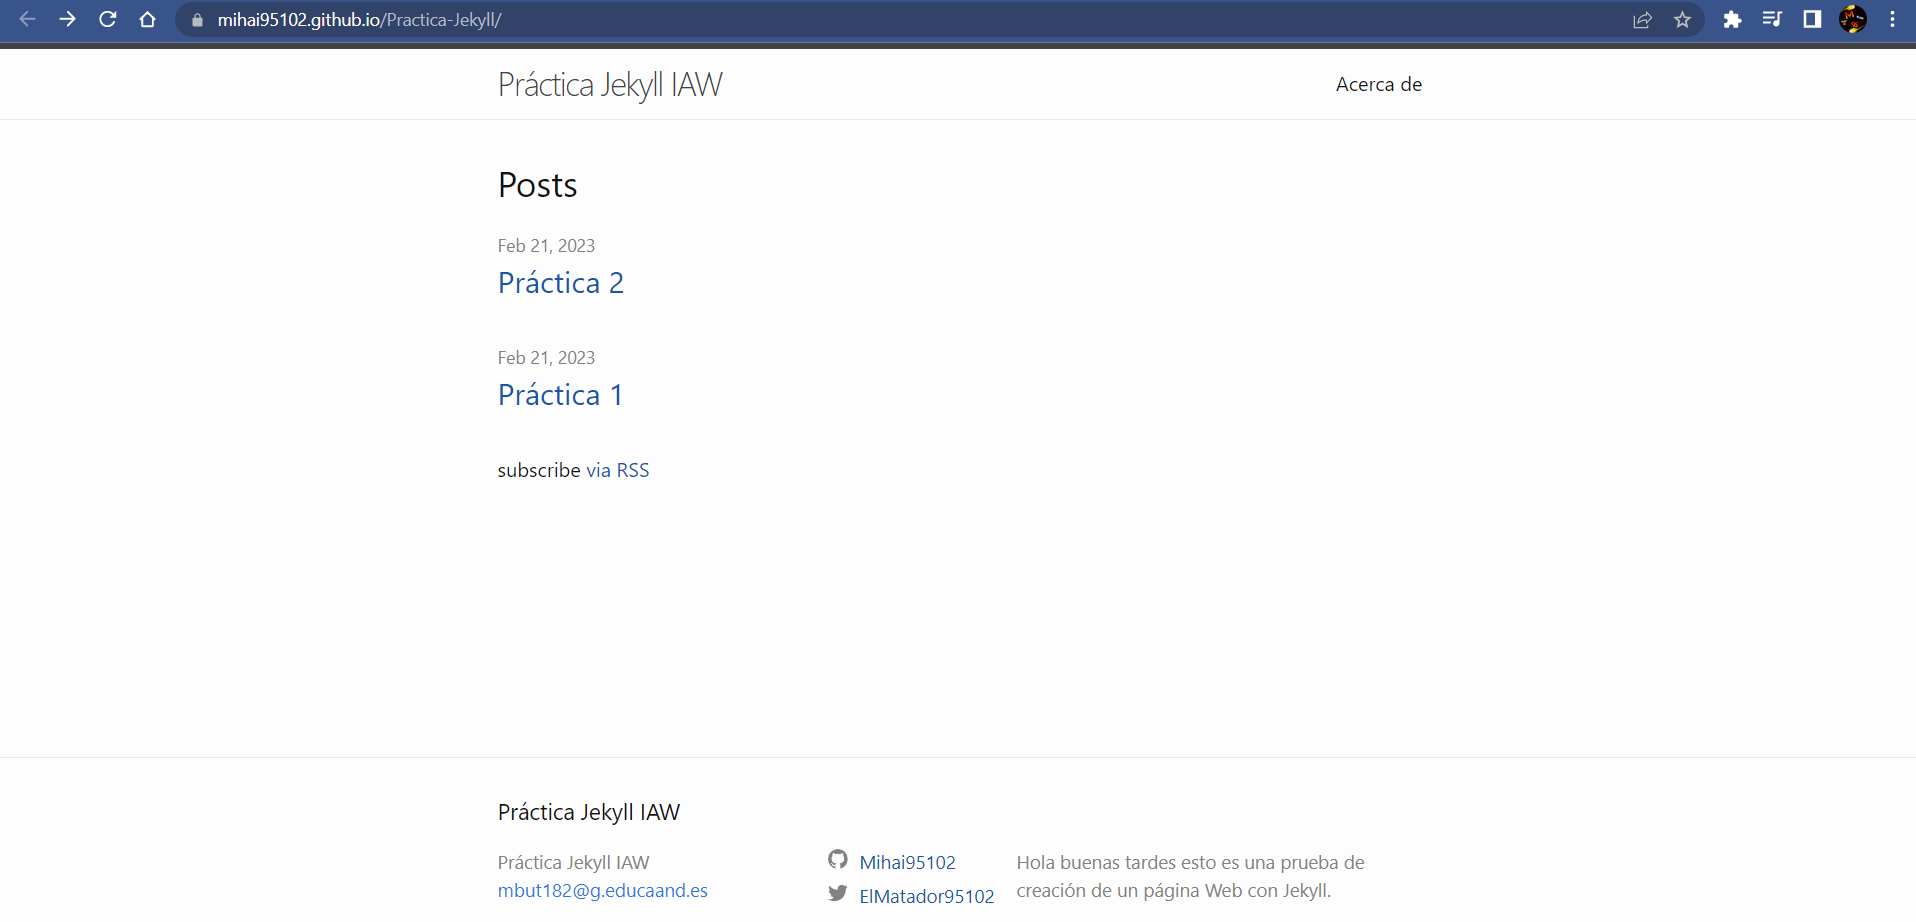 mihai95102.github.io/Practica-Jekyll/
Práctica Jekyll IAW
Acerca de
Posts
Feb 21, 2023
Práctica 2
Feb 21, 2023
Práctica 1
subscribe via RSS
Práctica Jekyll IAW
Práctica Jekyll IAW
mbut182@g.educaand.es
Mihai95102
ElMatador95102
Hola buenas tardes esto es una prueba de
creación de un página Web con Jekyll.